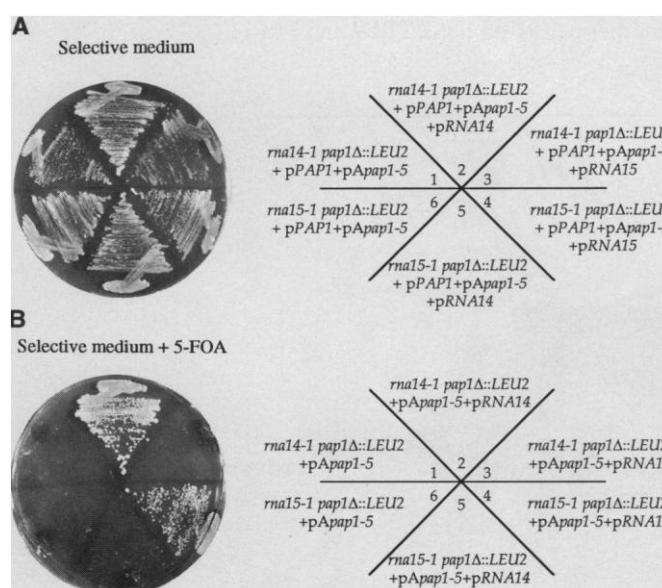 A
Selective medium
rna14-1 pap1Δ::LEU2
+ pPAP1+pApap1-5
+pRNA14
rna14-1 pap1Δ::LEU2
+ pPAP1+pApap1-5
rna14-1 pap1Δ::LEU2
+ pPAP1+pApap1-
+pRNA15
1 2 3
6 5 4
rna15-1 pap1Δ::LEU2
+ pPAP1+pApap1-5
rna15-1 pap1Δ::LEU2
+ pPAP1+pApap1-
+pRNA15
rna15-1 pap1Δ::LEU2
+ pPAP1+pApap1-5
+pRNA14
B
Selective medium + 5-FOA
rna14-1 pap1Δ::LEU2
+pApap1-5+pRNA14
rna14-1 pap1Δ::LEU2
+pApap1-5
rna14-1 pap1Δ::LEU2
+pApap1-5+pRNA1
1 2 3
6 5 4
rna15-1 pap1Δ::LEU2
+pApap1-5
rna15-1 pap1Δ::LEU2
+pApap1-5+pRNA1
rna15-1 pap1Δ::LEU2
+pApap1-5+pRNA14